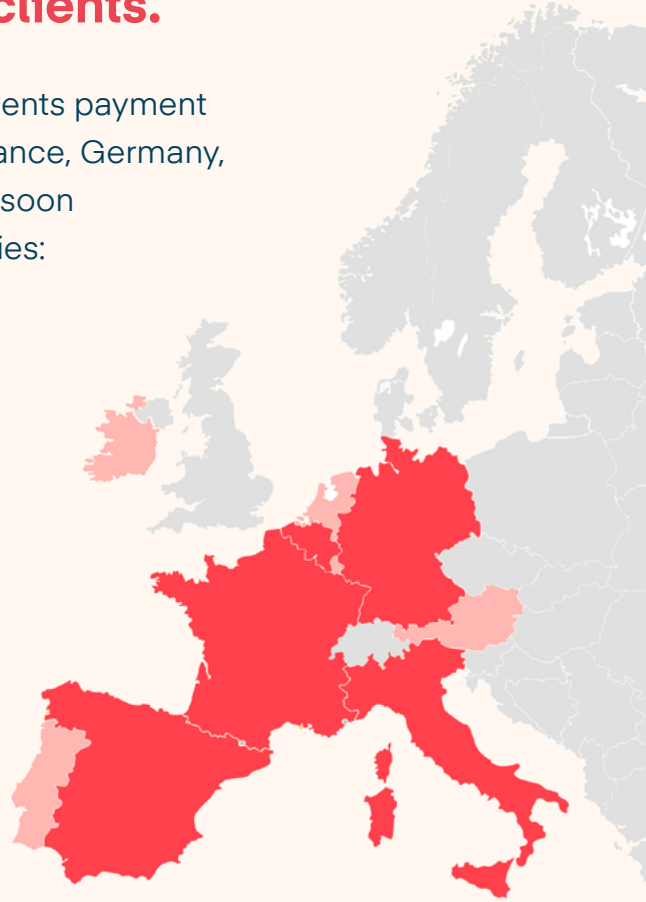 clients.
ents payment
ance, Germany,
soon
ies: